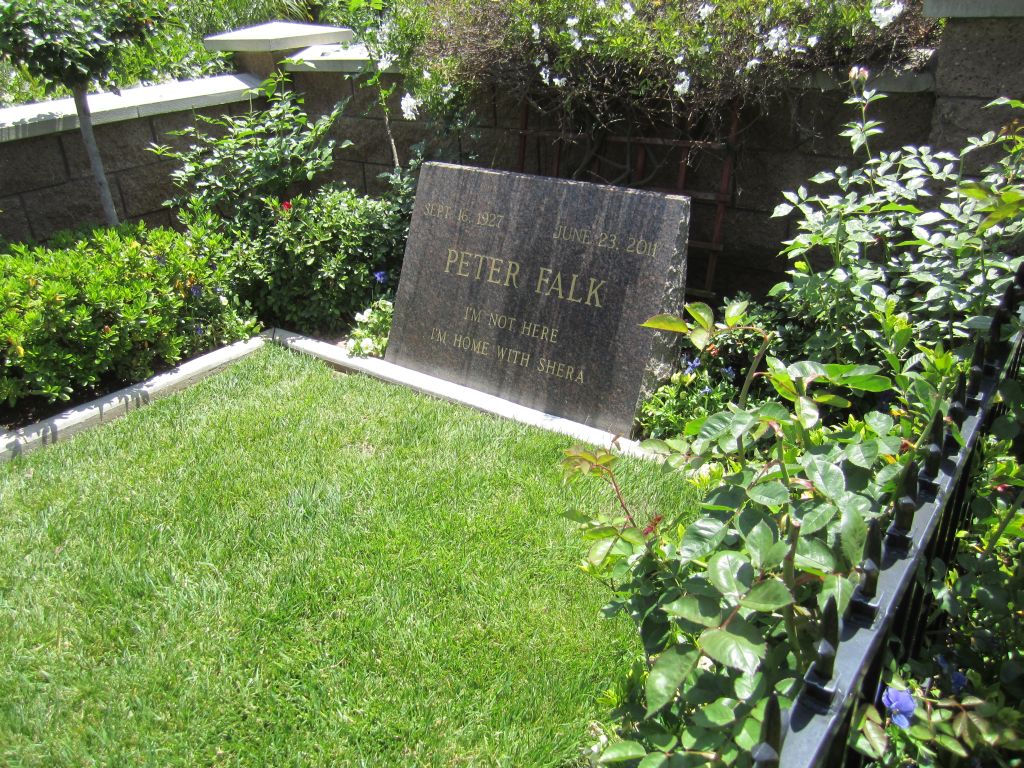 SEPT. 16, 1927 JUNE 23, 2011
PETER FALK
I'M NOT HERE
I'M HOME WITH SHERA